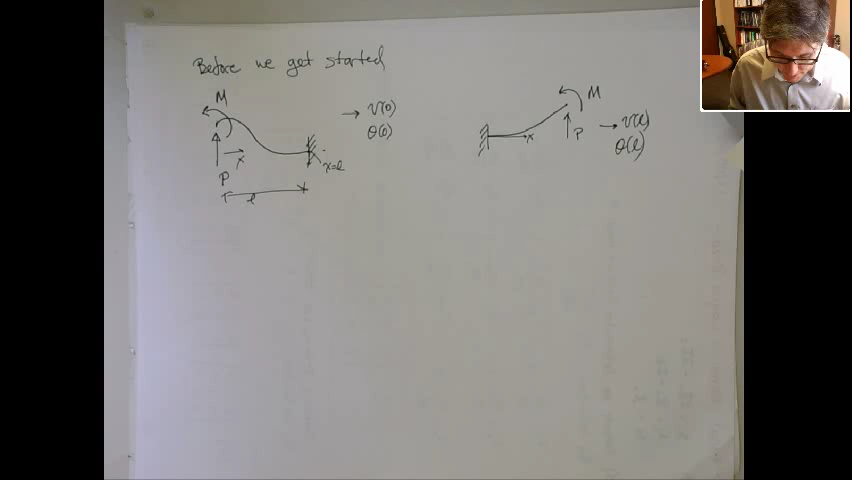 Before we get started
M
→ v(0)
θ(0)
x
x=l
P
l
M
x
P
→ v(l)
θ(l)